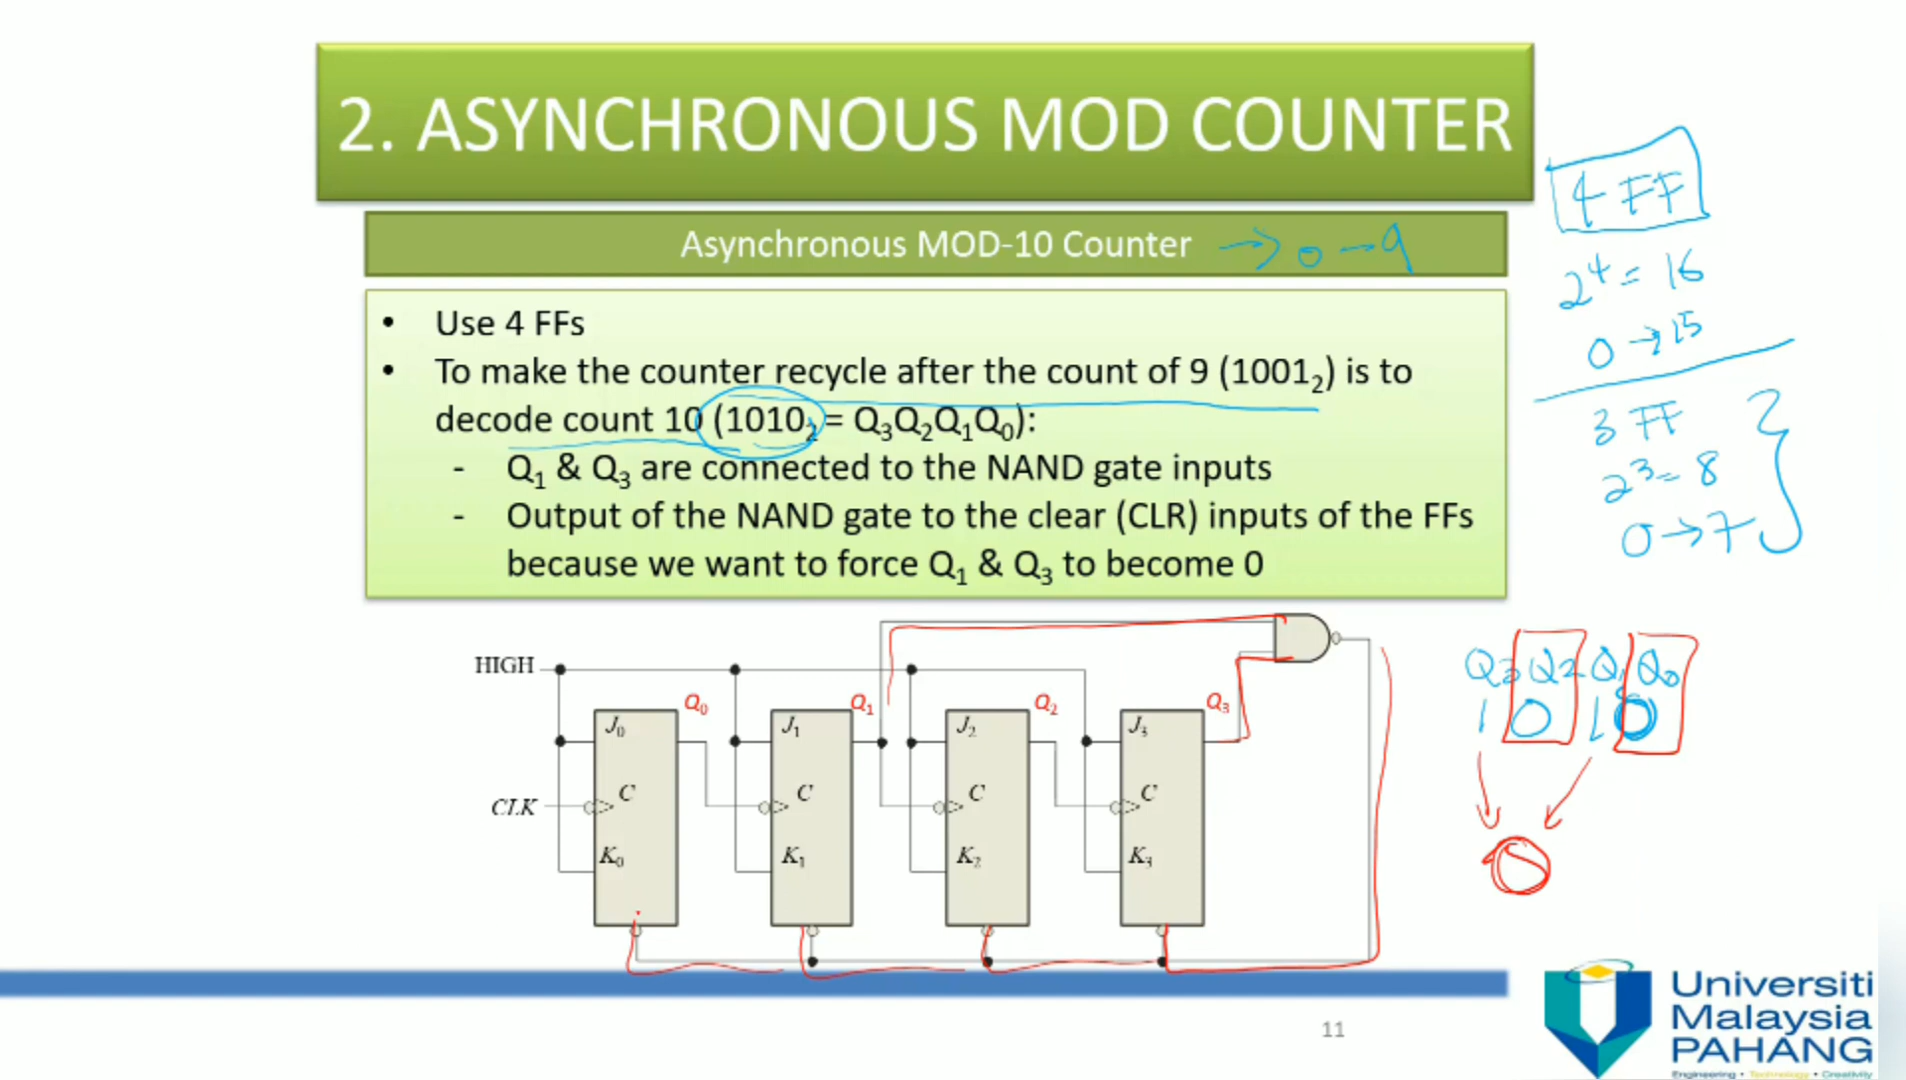 2. ASYNCHRONOUS MOD COUNTER
Asynchronous MOD-10 Counter → 0 → 9
• Use 4 FFs
• To make the counter recycle after the count of 9 (1001₂) is to
decode count 10 (1010₂ = Q₃Q₂Q₁Q₀):
- Q₁ & Q₃ are connected to the NAND gate inputs
- Output of the NAND gate to the clear (CLR) inputs of the FFs
because we want to force Q₁ & Q₃ to become 0
4 FF
2⁴ = 16
0 → 15
3 FF
2³ = 8
0 → 7
HIGH
Q₀ Q₁ Q₂ Q₃
J₀ J₁ J₂ J₃
CLK C C C C
K₀ K₁ K₂ K₃
Q₃ Q₂ Q₁ Q₀
1 0 1 0
11
Universiti
Malaysia
PAHANG
Engineering • Technology • Creativity